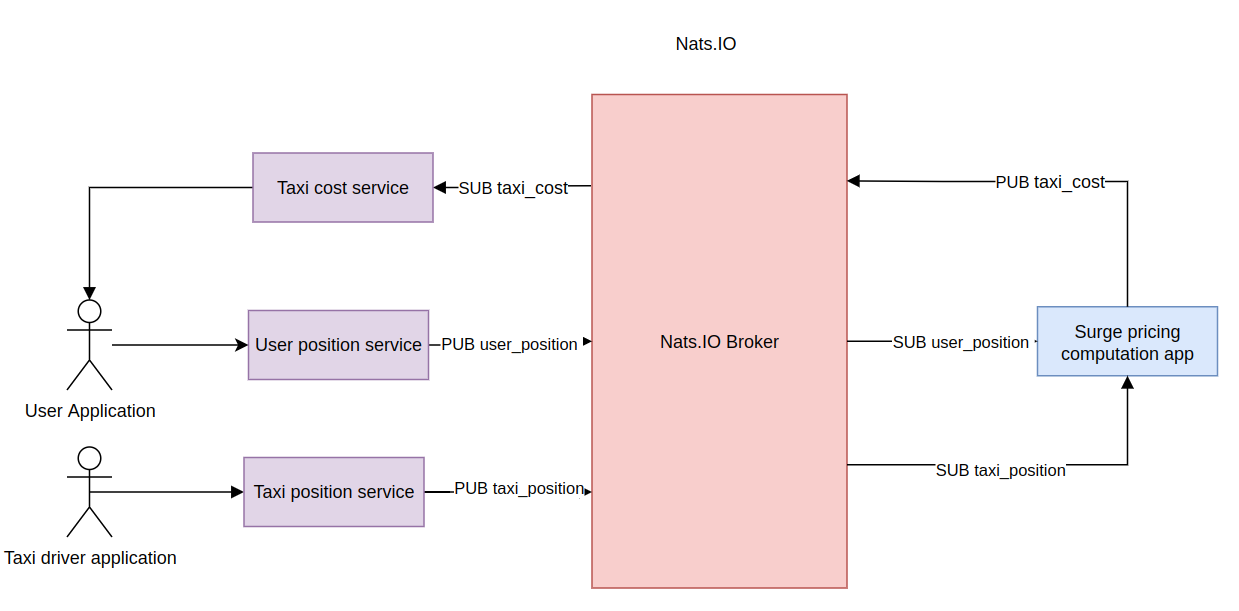 Nats.IO
Taxi cost service
SUB taxi_cost
PUB taxi_cost
User position service
PUB user_position
Nats.IO Broker
SUB user_position
Surge pricing
computation app
User Application
Taxi position service
PUB taxi_position
SUB taxi_position
Taxi driver application